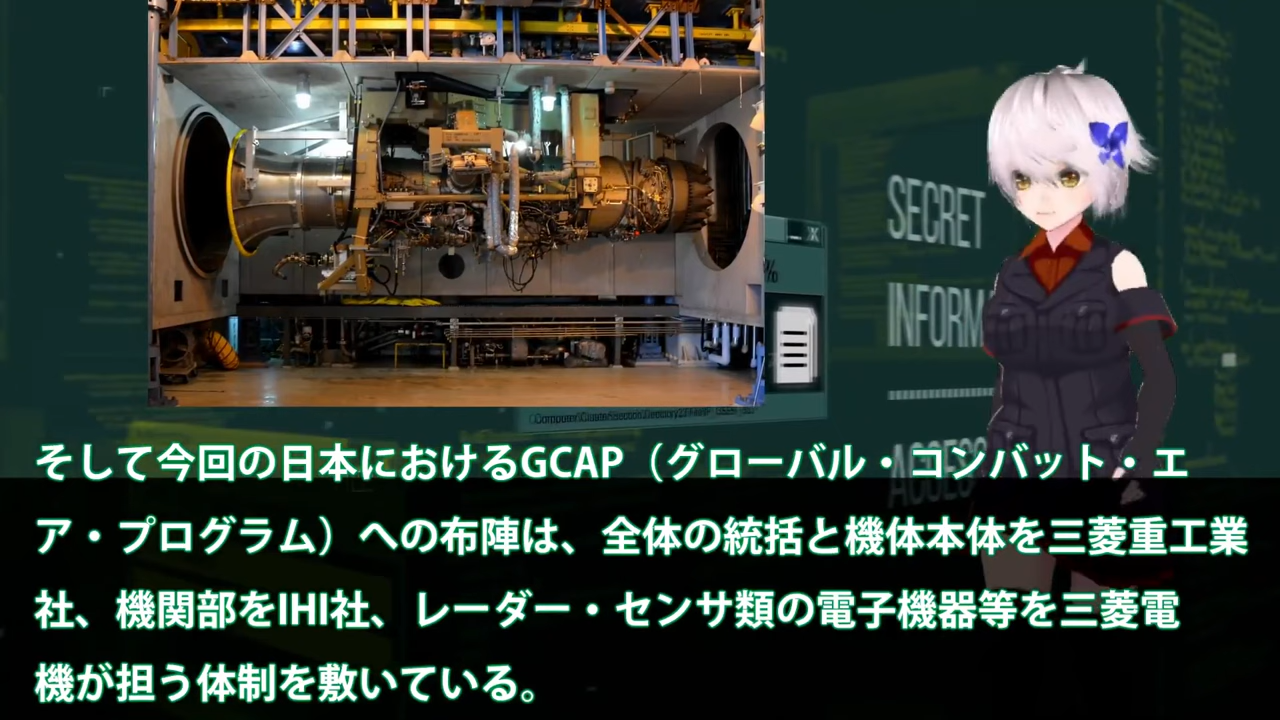 SECRET
INFORM
ACCESS
%
そして今回の日本におけるGCAP（グローバル・コンバット・エ
ア・プログラム）への布陣は、全体の統括と機体本体を三菱重工業
社、機関部をIHI社、レーダー・センサ類の電子機器等を三菱電
機が担う体制を敷いている。